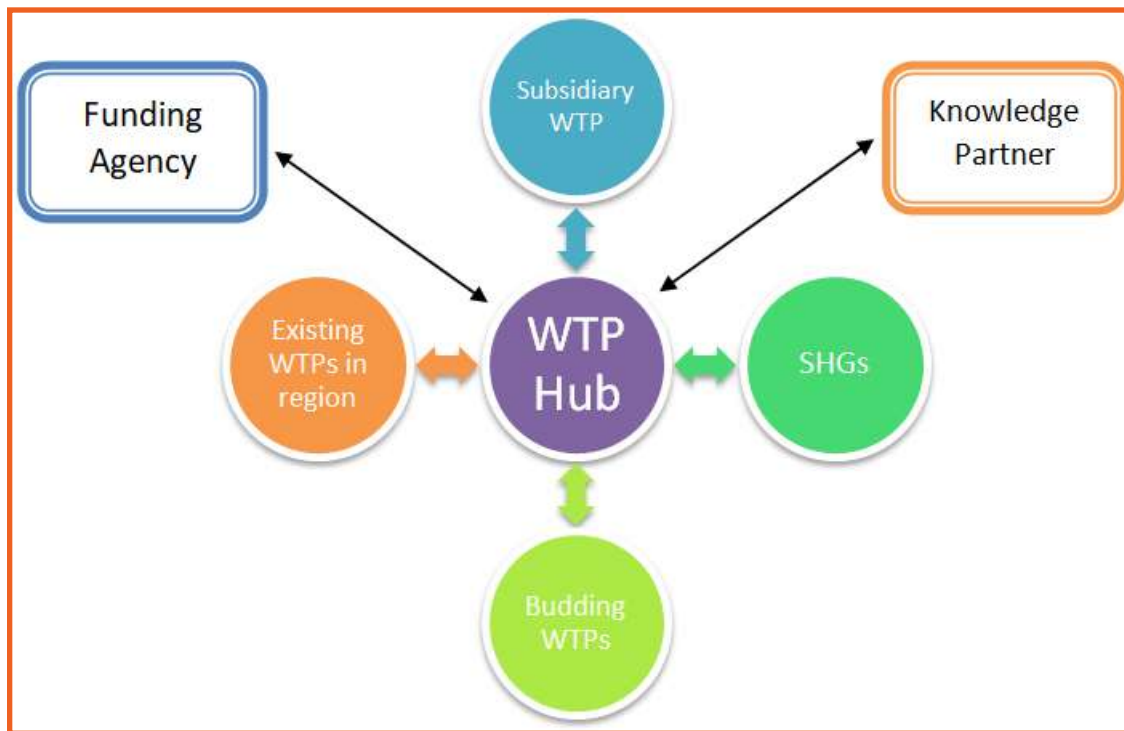 Subsidiary
WTP
Funding
Agency
Knowledge
Partner
Existing
WTPs in
region
WTP
Hub
SHGs
Budding
WTPs